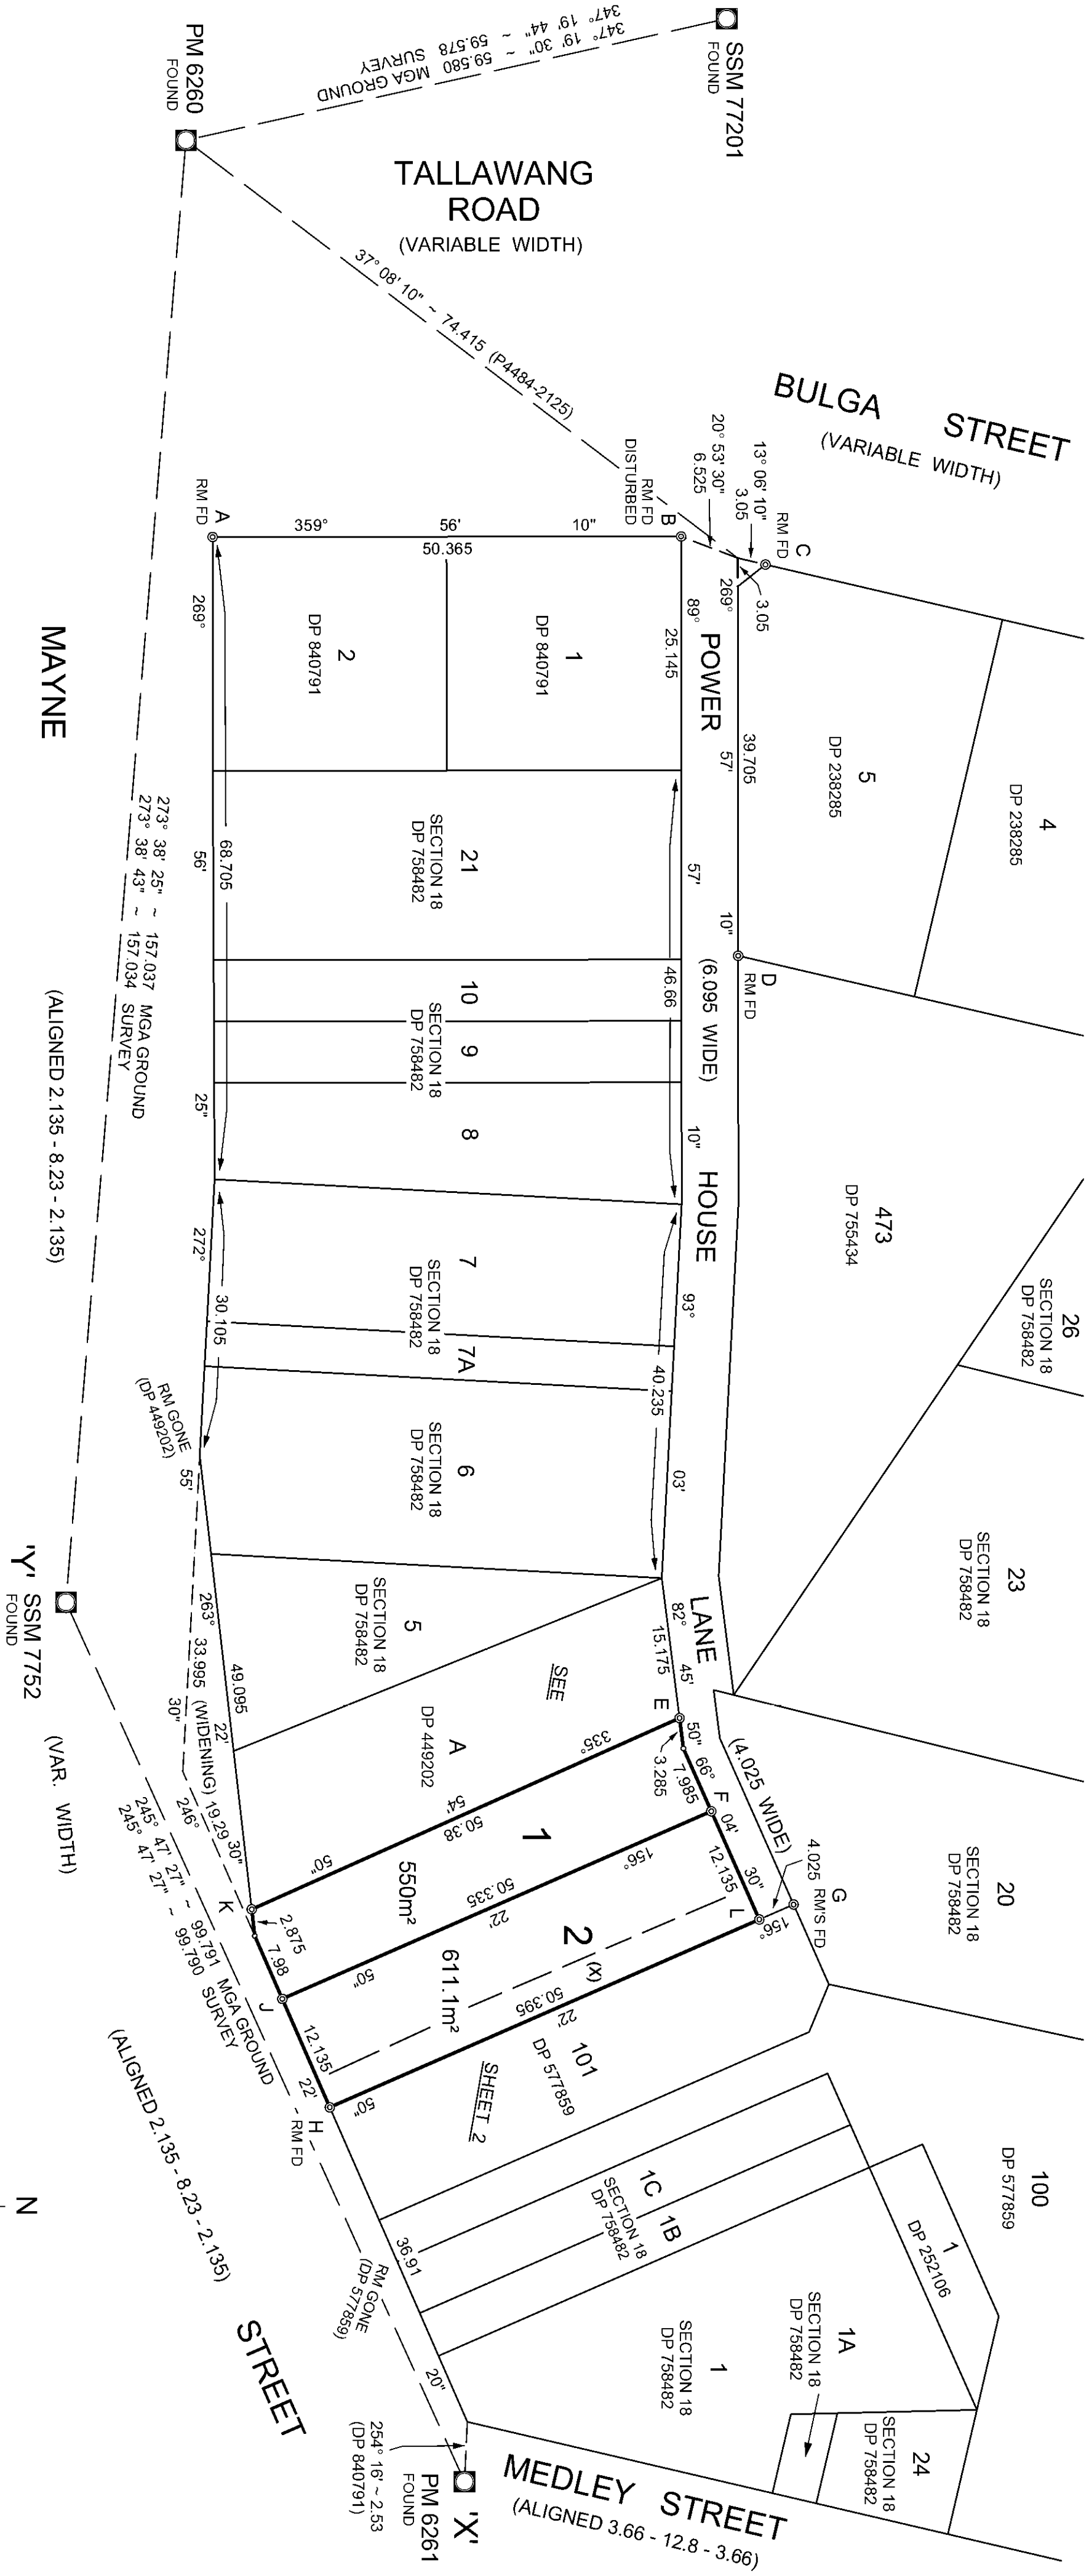 SSM 77201
FOUND
347° 19' 30" ~ 59.580 MGA GROUND
347° 19' 44" ~ 59.578 SURVEY
PM 6260
FOUND
TALLAWANG
ROAD
(VARIABLE WIDTH)
37° 08' 10" ~ 74.415 (P4484-2125)
BULGA STREET
(VARIABLE WIDTH)
13° 06' 10"
3.05
20° 53' 30"
6.525
C
RM FD
B
RM FD
DISTURBED
A
RM FD
359° 56' 10"
50.365
3.05
269° 57' 10"
39.705
D
RM FD
4
DP 238285
5
DP 238285
POWER HOUSE LANE
(6.095 WIDE)
(4.025 WIDE)
89° 57' 10"
25.145
46.66
93° 03'
40.235
82° 45' 50"
15.175
3.285
66° 04' 30"
7.985
12.135
1
DP 840791
2
DP 840791
21
SECTION 18
DP 758482
10
9
SECTION 18
DP 758482
8
7
SECTION 18
DP 758482
7A
6
SECTION 18
DP 758482
5
SECTION 18
DP 758482
A
DP 449202
473
DP 755434
26
SECTION 18
DP 758482
23
SECTION 18
DP 758482
20
SECTION 18
DP 758482
100
DP 577859
E
F
G
RM'S FD
4.025
156°
L
SEE
SHEET 2
1
550m²
335° 54' 50"
50.38
156° 22' 50"
50.335
2
(X)
611.1m²
22' 50"
50.395
101
DP 577859
K
J
H
RM FD
2.875
7.98
12.135
36.91
22' 20"
1C
1B
SECTION 18
DP 758482
1
DP 252106
1A
SECTION 18
DP 758482
1
SECTION 18
DP 758482
24
SECTION 18
DP 758482
269° 56' 25"
68.705
272° 55'
30.105
RM GONE
(DP 449202)
263° 22' 30"
49.095
33.995 (WIDENING) 19.29
30"
246°
273° 38' 25" ~ 157.037 MGA GROUND
273° 38' 43" ~ 157.034 SURVEY
MAYNE STREET
(ALIGNED 2.135 - 8.23 - 2.135)
'Y' SSM 7752
FOUND
(VAR. WIDTH)
245° 47' 27" ~ 99.791 MGA GROUND
245° 47' 27" ~ 99.790 SURVEY
(ALIGNED 2.135 - 8.23 - 2.135)
RM GONE
(DP 577859)
254° 16' ~ 2.53
(DP 840791)
'X'
PM 6261
FOUND
MEDLEY STREET
(ALIGNED 3.66 - 12.8 - 3.66)
N